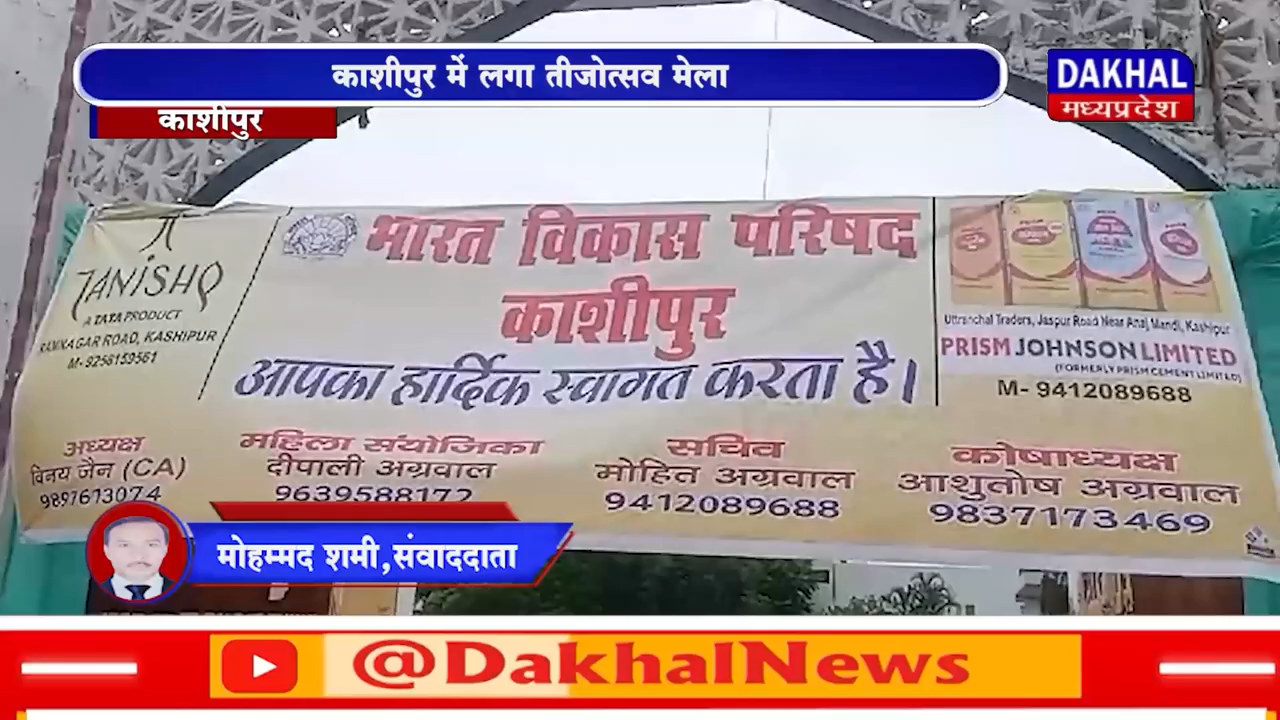 काशीपुर में लगा तीजोत्सव मेला
काशीपुर
DAKHAL
मध्यप्रदेश
TANISHQ
A TATA PRODUCT
RAMNAGAR ROAD, KASHIPUR
M-9256159561
भारत विकास परिषद
काशीपुर
आपका हार्दिक स्वागत करता है।
Uttranchal Traders, Jaspur Road Near Anaj Mandi, Kashipur
PRISM JOHNSON LIMITED
(FORMERLY PRISM CEMENT LIMITED)
M- 9412089688
अध्यक्ष
विनय जैन (CA)
9897613074
महिला संयोजिका
दीपाली अग्रवाल
9639588172
सचिव
मोहित अग्रवाल
9412089688
कोषाध्यक्ष
आशुतोष अग्रवाल
9837173469
मोहम्मद शमी,संवाददाता
@DakhalNews